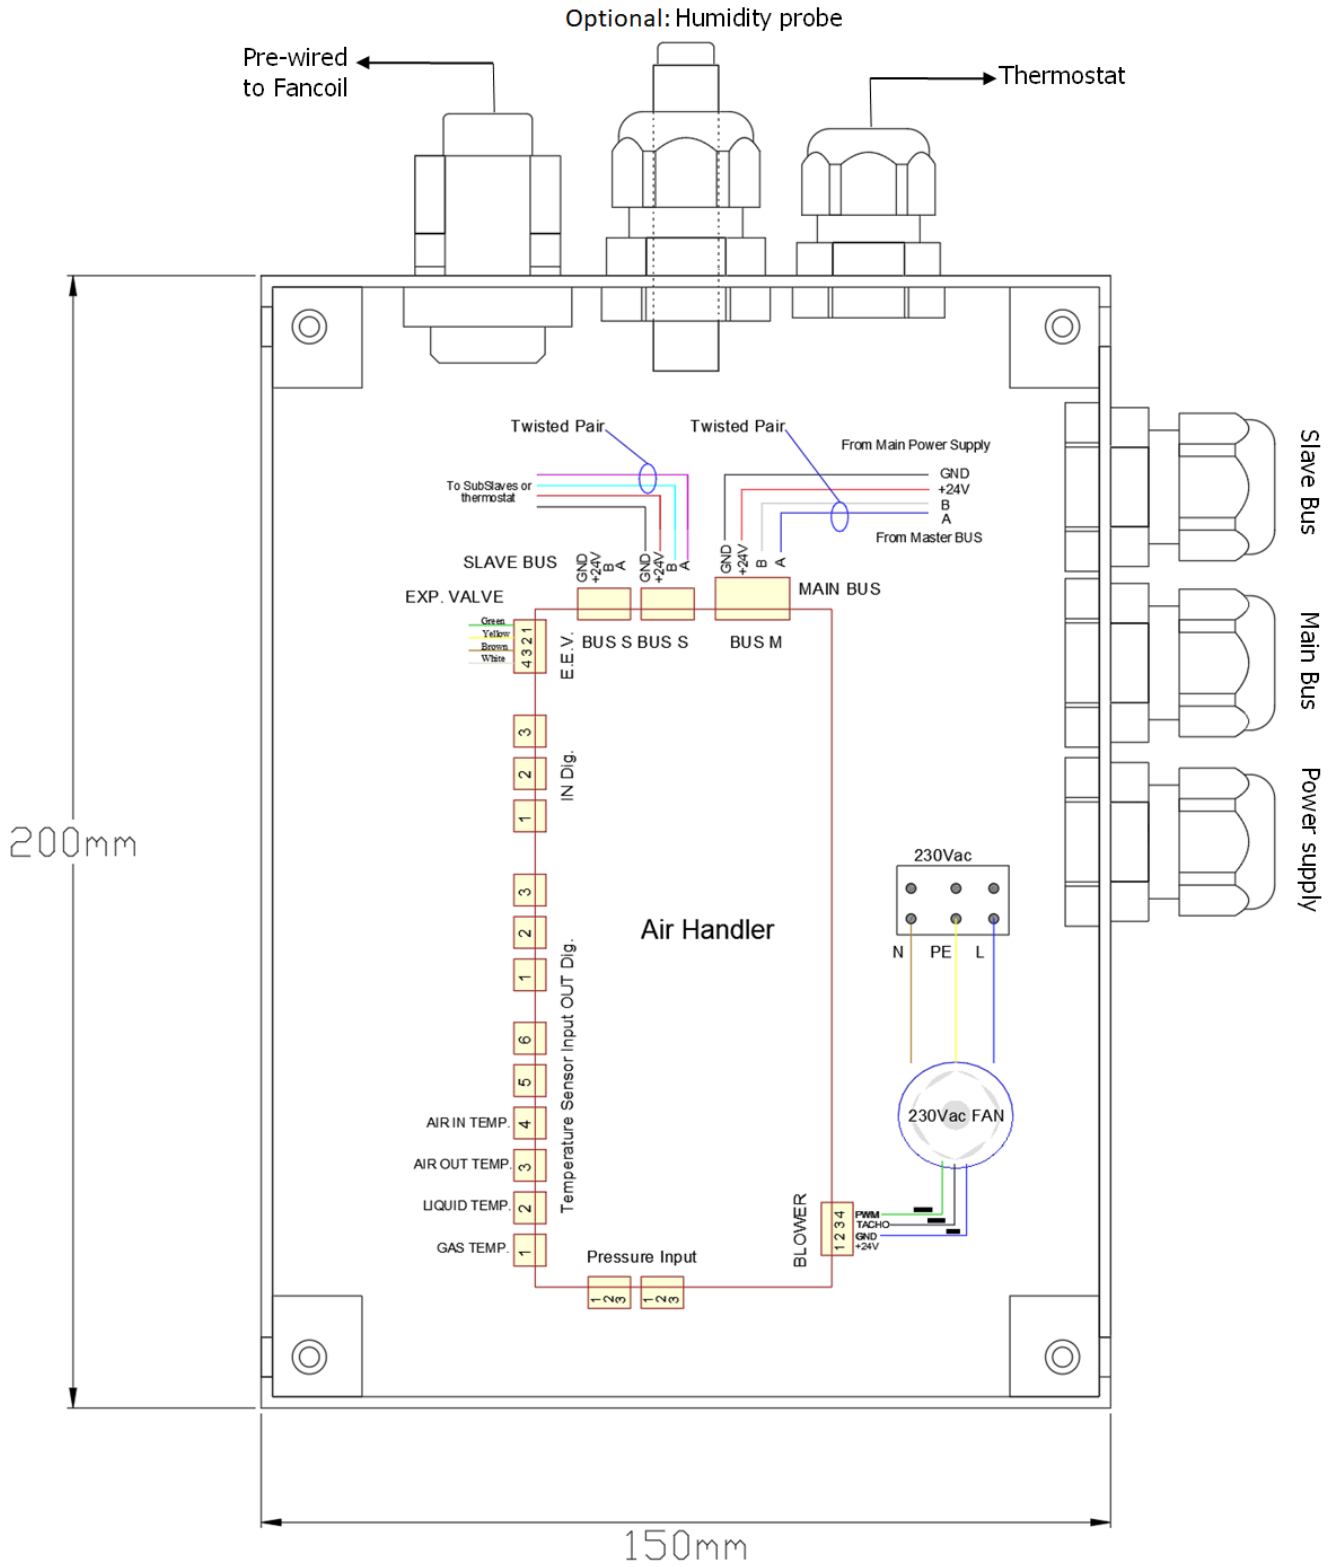 Optional: Humidity probe
Pre-wired
to Fancoil
Thermostat
Slave Bus
Main Bus
Power supply
200mm
150mm
Twisted Pair
Twisted Pair
From Main Power Supply
GND
+24V
B
A
From Master BUS
To SubSlaves or
thermostat
SLAVE BUS
GND
+24V
B
A
GND
+24V
B
A
GND
+24V
B
A
MAIN BUS
EXP. VALVE
BUS S
BUS S
BUS M
Green
Yellow
Brown
White
4 3 2 1
E.E.V.
3
2
1
IN Dig.
3
2
1
OUT Dig.
6
5
4
3
2
1
Temperature Sensor Input
AIR IN TEMP.
AIR OUT TEMP.
LIQUID TEMP.
GAS TEMP.
Air Handler
230Vac
N
PE
L
230Vac FAN
BLOWER
1 2 3 4
PWM
TACHO
GND
+24V
Pressure Input
1 2 3
1 2 3